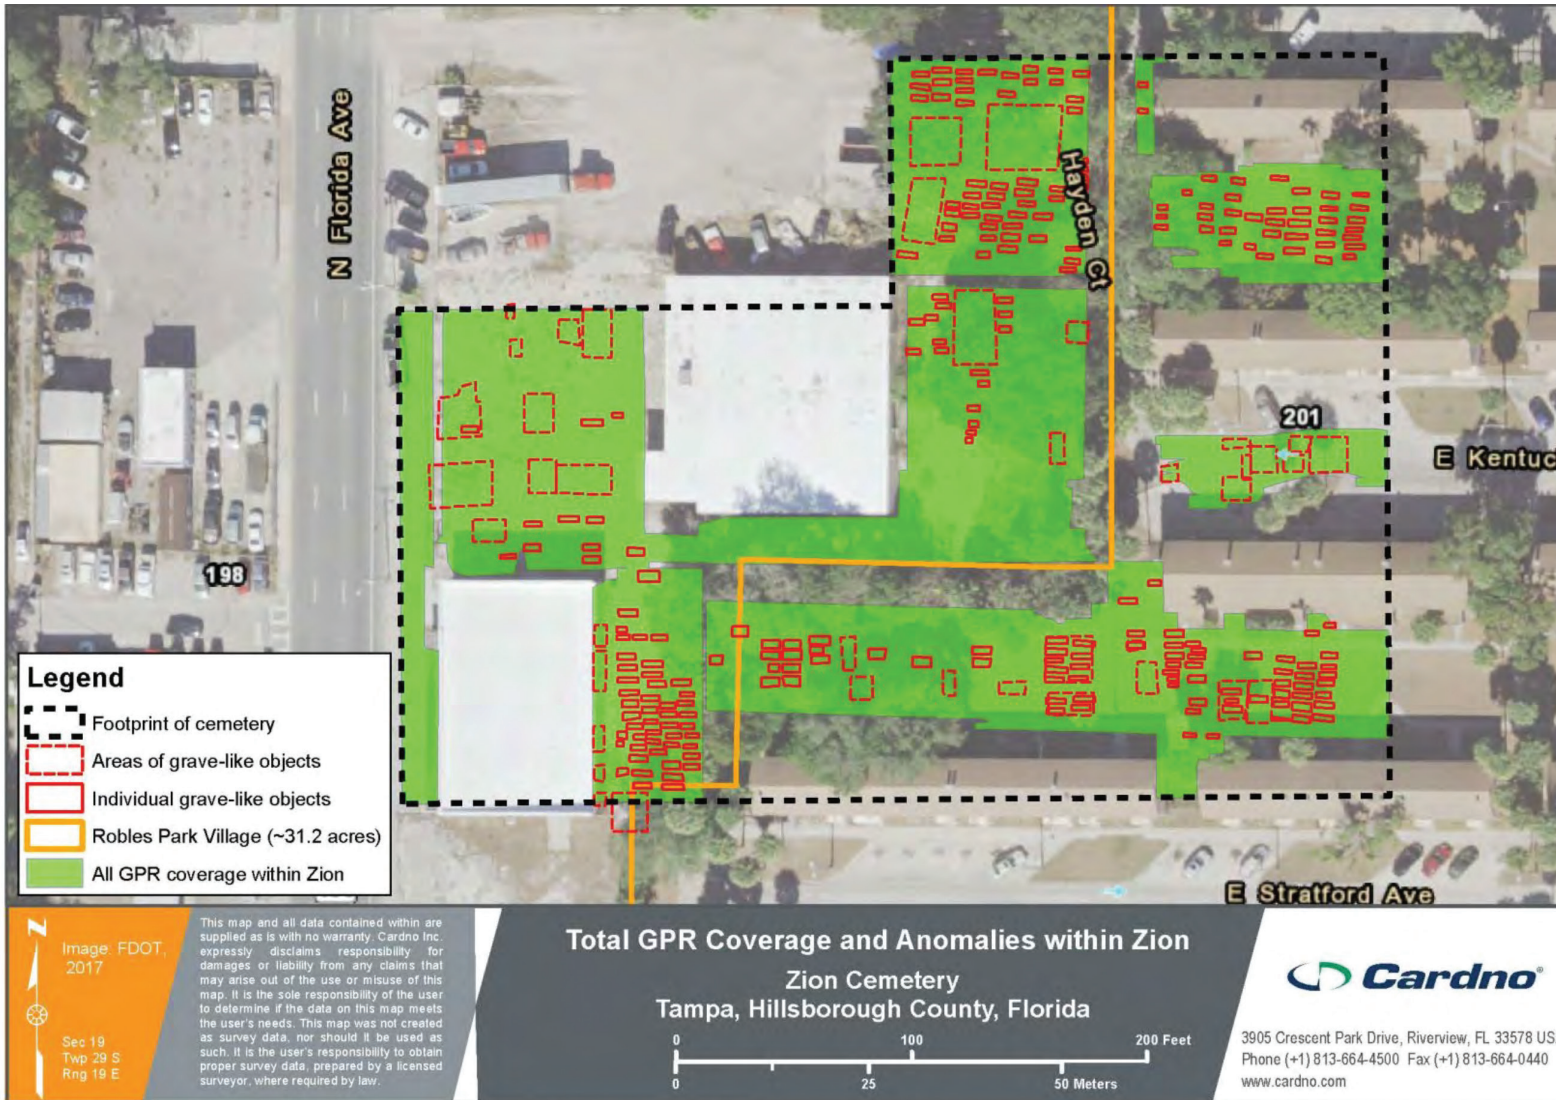 N Florida Ave
Hayden Ct
201
E Kentuc
198
E Stratford Ave
Legend
Footprint of cemetery
Areas of grave-like objects
Individual grave-like objects
Robles Park Village (~31.2 acres)
All GPR coverage within Zion
N
Image: FDOT,
2017
Sec 19
Twp 29 S
Rng 19 E
This map and all data contained within are
supplied as is with no warranty. Cardno Inc.
expressly disclaims responsibility for
damages or liability from any claims that
may arise out of the use or misuse of this
map. It is the sole responsibility of the user
to determine if the data on this map meets
the user's needs. This map was not created
as survey data, nor should it be used as
such. It is the user's responsibility to obtain
proper survey data, prepared by a licensed
surveyor, where required by law.
Total GPR Coverage and Anomalies within Zion
Zion Cemetery
Tampa, Hillsborough County, Florida
0 100 200 Feet
0 25 50 Meters
Cardno®
3905 Crescent Park Drive, Riverview, FL 33578 US
Phone (+1) 813-664-4500 Fax (+1) 813-664-0440
www.cardno.com